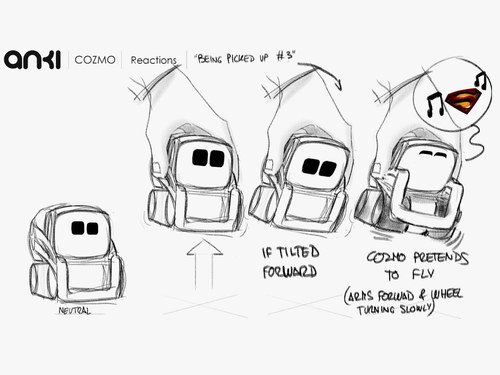 anki COZMO Reactions "BEING PICKED UP #3"
NEUTRAL
IF TILTED
FORWARD
COZMO PRETENDS
TO FLY
(ARMS FORWAD & WHEEL
TURNING SLOWLY)